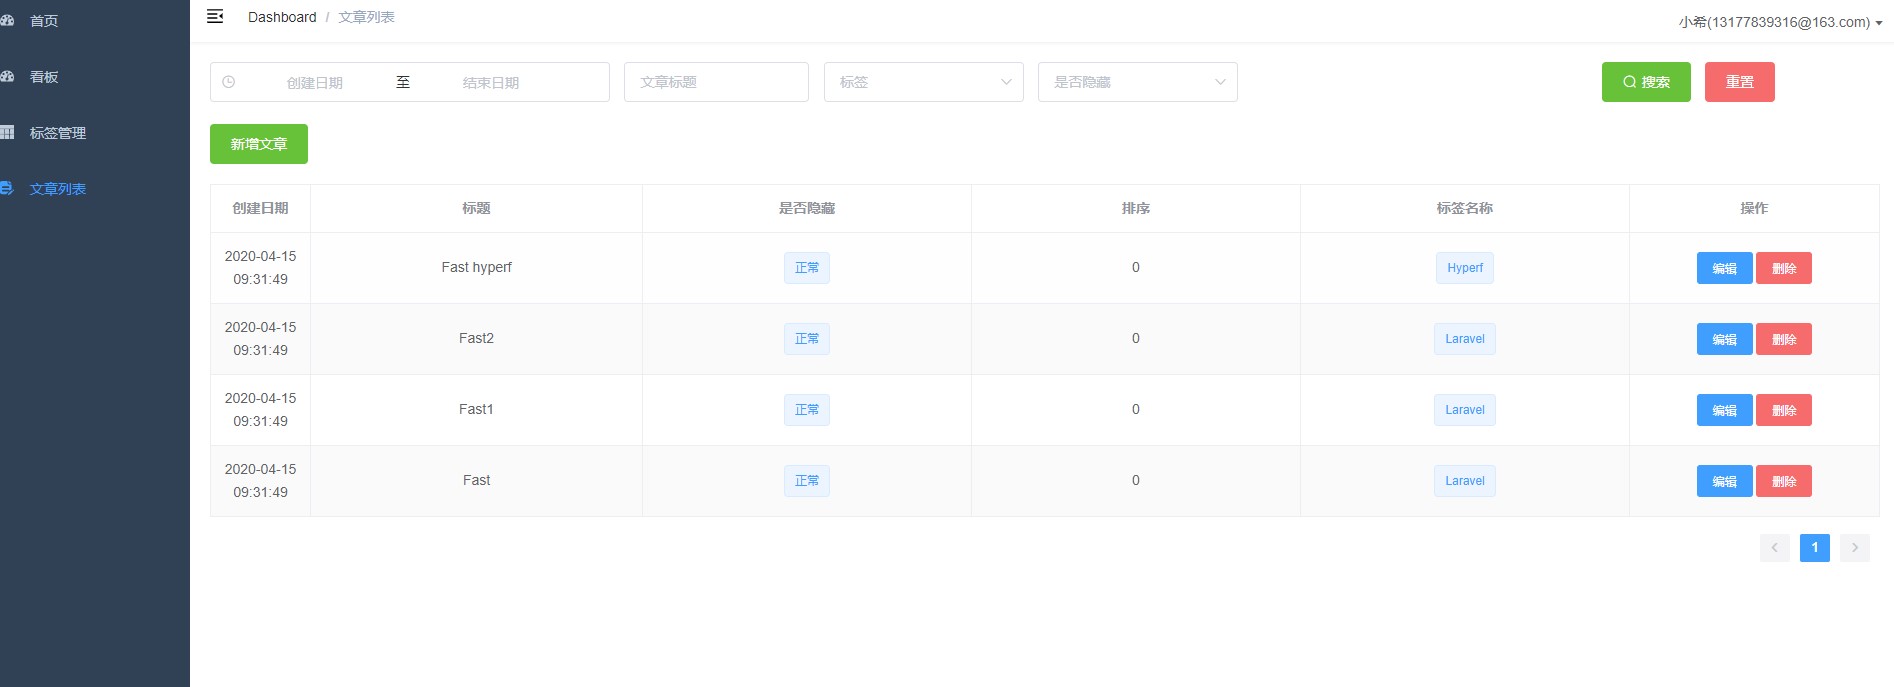 首页
看板
标签管理
文章列表
Dashboard / 文章列表
小希(13177839316@163.com)
创建日期 至 结束日期 文章标题 标签 是否隐藏 搜索 重置
新增文章
创建日期 标题 是否隐藏 排序 标签名称 操作
2020-04-15
09:31:49 Fast hyperf 正常 0 Hyperf 编辑 删除
2020-04-15
09:31:49 Fast2 正常 0 Laravel 编辑 删除
2020-04-15
09:31:49 Fast1 正常 0 Laravel 编辑 删除
2020-04-15
09:31:49 Fast 正常 0 Laravel 编辑 删除
1